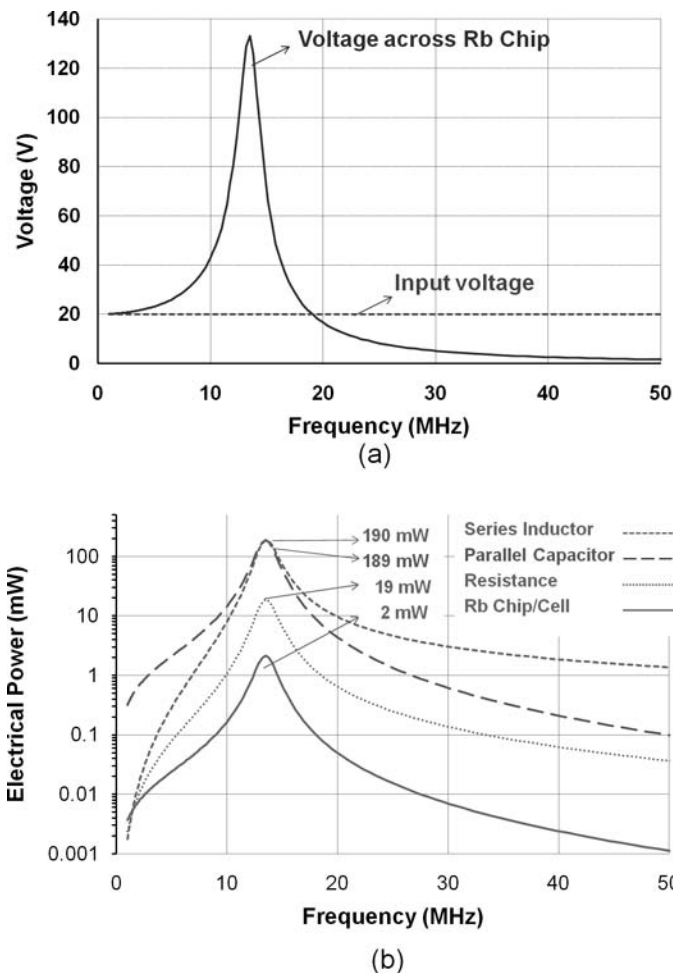 140
120
100
80
60
40
20
0
Voltage (V)
Voltage across Rb Chip
Input voltage
0 10 20 30 40 50
Frequency (MHz)
(a)
100
10
1
0.1
0.01
0.001
Electrical Power (mW)
190 mW
189 mW
19 mW
2 mW
Series Inductor
Parallel Capacitor
Resistance
Rb Chip/Cell
0 10 20 30 40 50
Frequency (MHz)
(b)